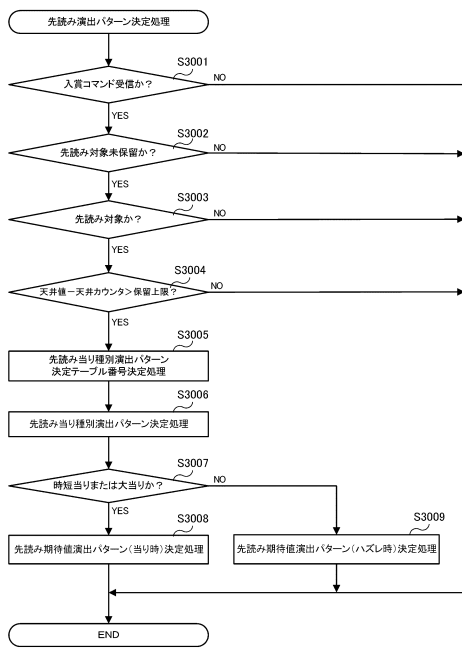 先読み演出パターン決定処理
S3001
入賞コマンド受信か？
NO
YES
S3002
先読み対象未保留か？
NO
YES
S3003
先読み対象か？
NO
YES
S3004
天井値－天井カウンタ＞保留上限？
NO
YES
S3005
先読み当り種別演出パターン
決定テーブル番号決定処理
S3006
先読み当り種別演出パターン決定処理
S3007
時短当りまたは大当りか？
NO
YES
S3008
先読み期待値演出パターン（当り時）決定処理
S3009
先読み期待値演出パターン（ハズレ時）決定処理
END